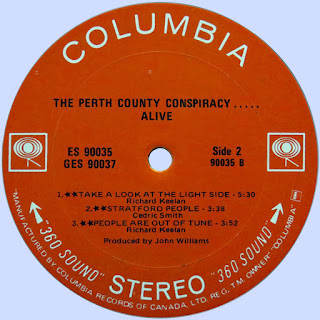 COLUMBIA
THE PERTH COUNTY CONSPIRACY.....
ALIVE
ES 90035
GES 90037
Side 2
90035 B
1.★★TAKE A LOOK AT THE LIGHT SIDE - 5:30
Richard Keelan
2.★★STRATFORD PEOPLE - 3:38
Cedric Smith
3.★★PEOPLE ARE OUT OF TUNE - 3:52
Richard Keelan
Produced by John Williams
"360 SOUND" STEREO "360 SOUND"
"MANUFACTURED BY COLUMBIA RECORDS OF CANADA, LTD. REG. T.M. OWNER "COLUMBIA"